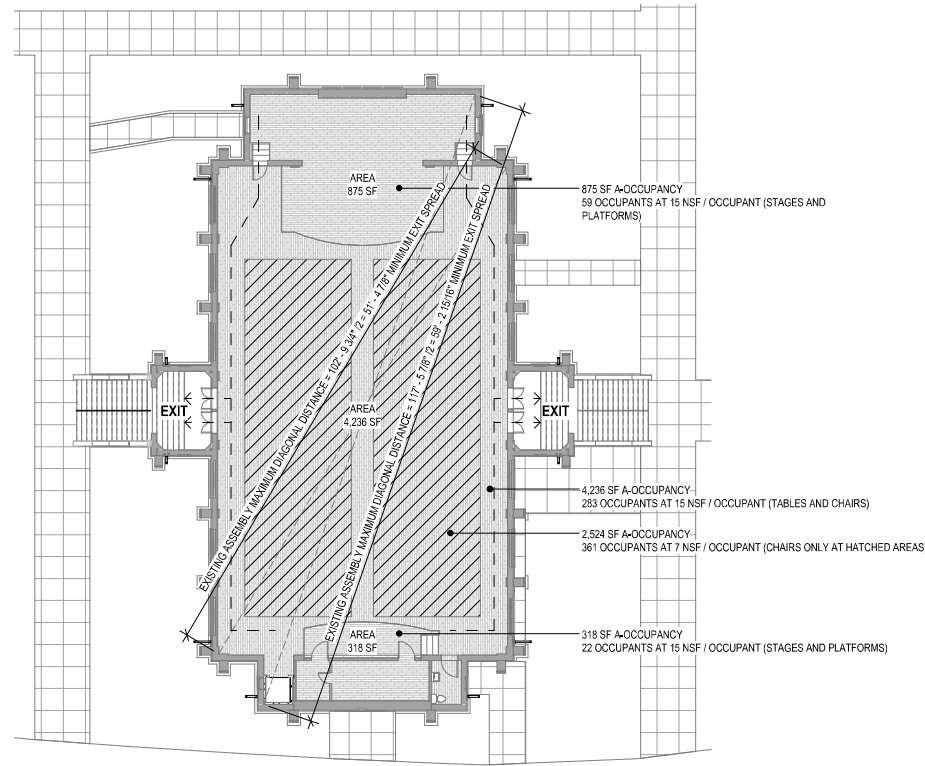 AREA
875 SF
875 SF A-OCCUPANCY
59 OCCUPANTS AT 15 NSF / OCCUPANT (STAGES AND
PLATFORMS)
EXISTING ASSEMBLY MAXIMUM DIAGONAL DISTANCE = 102' - 9 3/4" /2 = 51' - 4 7/8" MINIMUM EXIT SPREAD
EXISTING ASSEMBLY MAXIMUM DIAGONAL DISTANCE = 117' - 5 7/8" /2 = 59' - 2 15/16" MINIMUM EXIT SPREAD
EXIT
AREA
4,236 SF
EXIT
4,236 SF A-OCCUPANCY
283 OCCUPANTS AT 15 NSF / OCCUPANT (TABLES AND CHAIRS)
2,524 SF A-OCCUPANCY
361 OCCUPANTS AT 7 NSF / OCCUPANT (CHAIRS ONLY AT HATCHED AREAS)
AREA
318 SF
318 SF A-OCCUPANCY
22 OCCUPANTS AT 15 NSF / OCCUPANT (STAGES AND PLATFORMS)